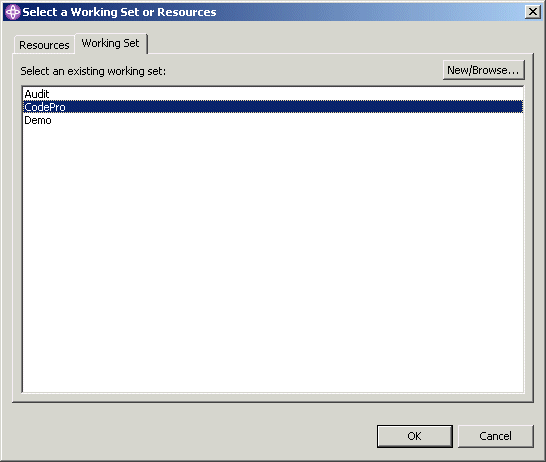 Select a Working Set or Resources
Resources
Working Set
Select an existing working set:
New/Browse...
Audit
CodePro
Demo
OK
Cancel